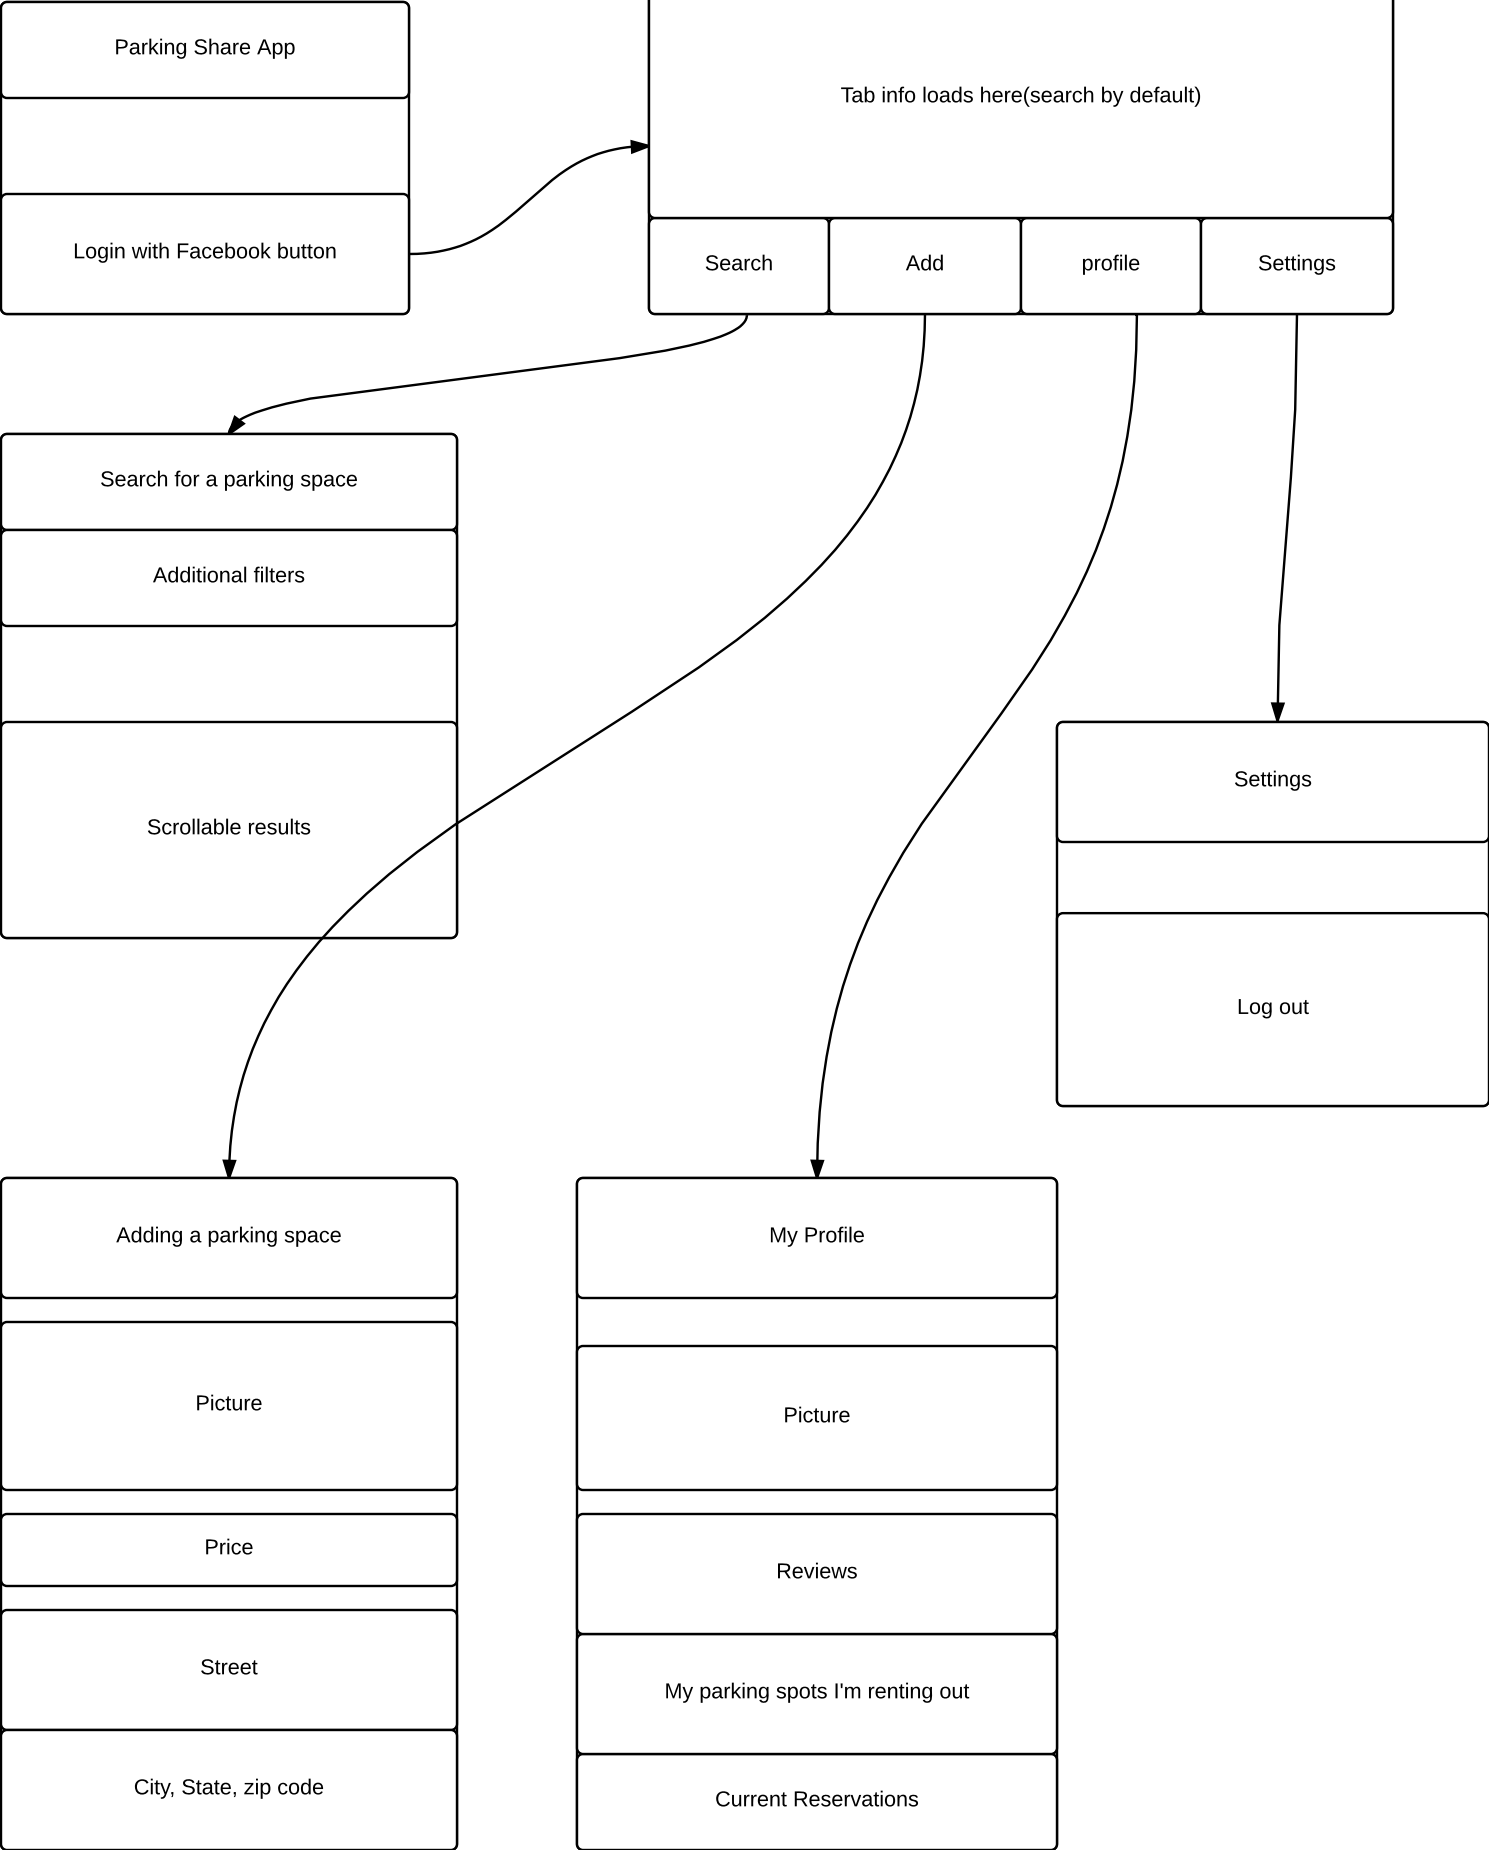 Parking Share App
Login with Facebook button
Tab info loads here(search by default)
Search
Add
profile
Settings
Search for a parking space
Additional filters
Scrollable results
Settings
Log out
Adding a parking space
Picture
Price
Street
City, State, zip code
My Profile
Picture
Reviews
My parking spots I'm renting out
Current Reservations